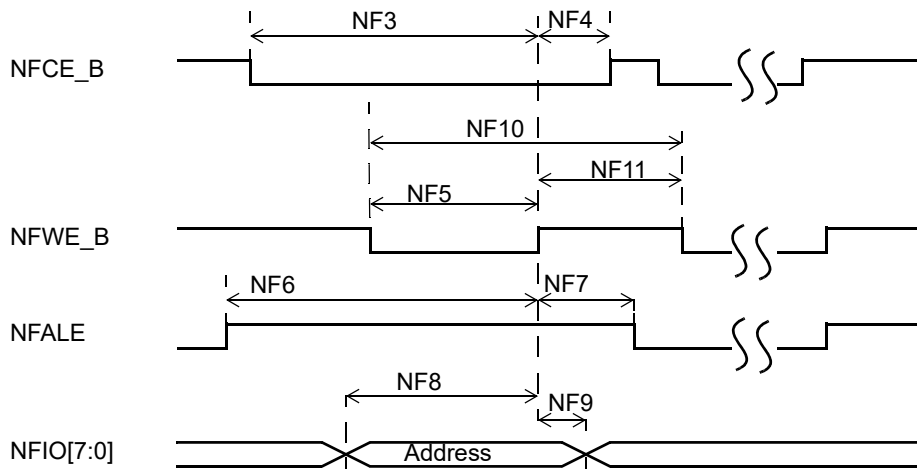 NF3
NF4
NFCE_B
NF10
NF11
NF5
NFWE_B
NF6
NF7
NFALE
NF8
NF9
NFIO[7:0]
Address